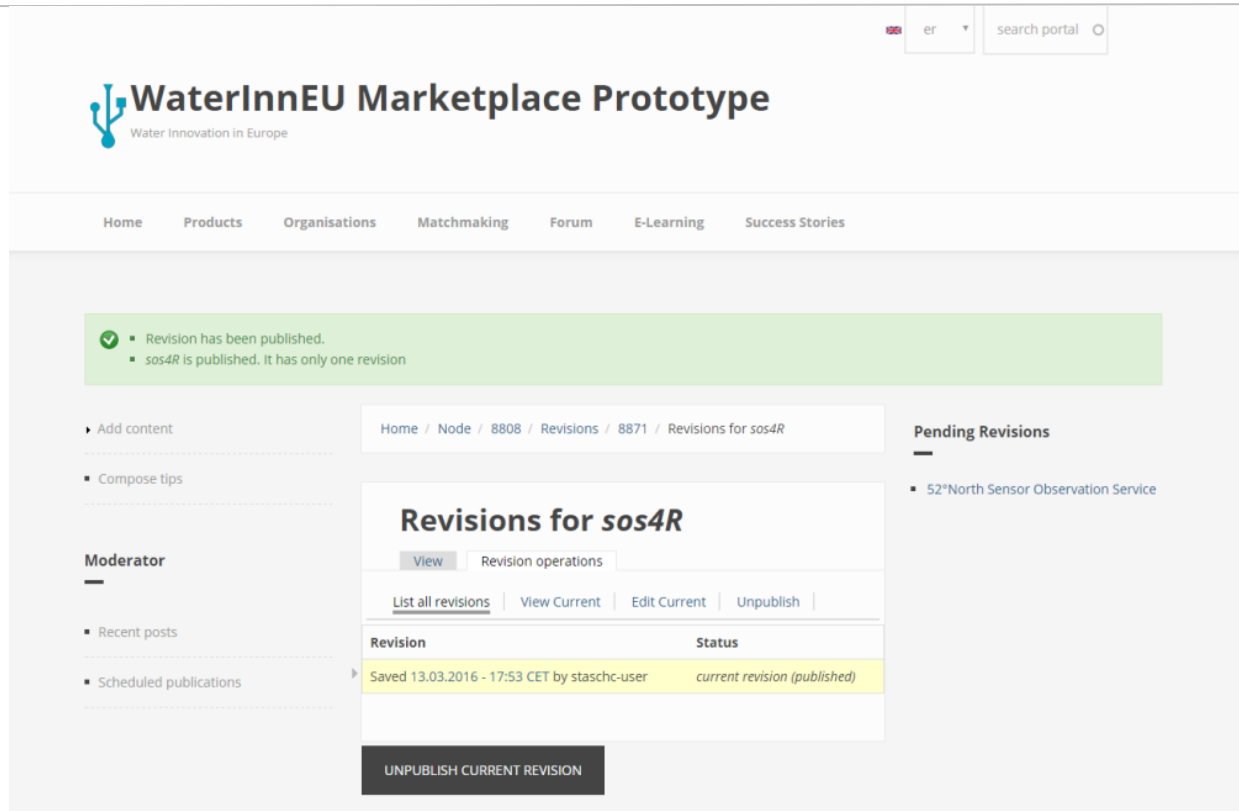 er
search portal
WaterInnEU Marketplace Prototype
Water Innovation in Europe
Home Products Organisations Matchmaking Forum E-Learning Success Stories
Revision has been published.
sos4R is published. It has only one revision
Add content
Compose tips
Moderator
Recent posts
Scheduled publications
Home / Node / 8808 / Revisions / 8871 / Revisions for sos4R
Revisions for sos4R
View Revision operations
List all revisions View Current Edit Current Unpublish
Revision Status
Saved 13.03.2016 - 17:53 CET by staschc-user current revision (published)
UNPUBLISH CURRENT REVISION
Pending Revisions
52°North Sensor Observation Service